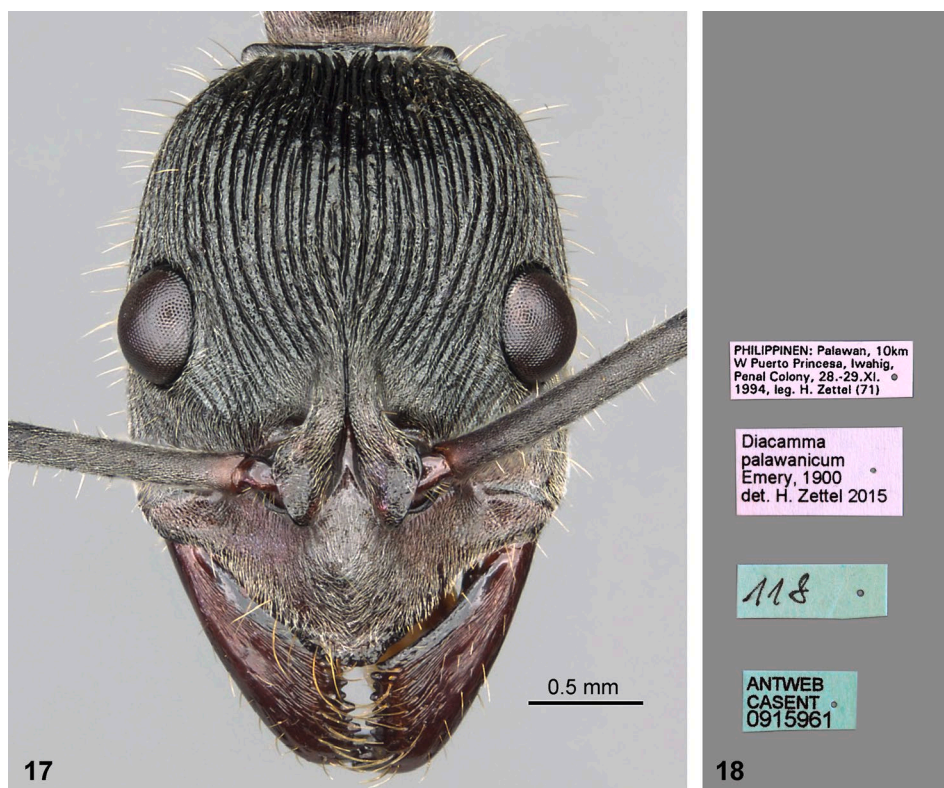 PHILIPPINEN: Palawan, 10km
W Puerto Princesa, Iwahig,
Penal Colony, 28.-29.XI.
1994, leg. H. Zettel (71)
Diacamma
palawanicum
Emery, 1900
det. H. Zettel 2015
118
ANTWEB
CASENT
0915961
0.5 mm
17
18